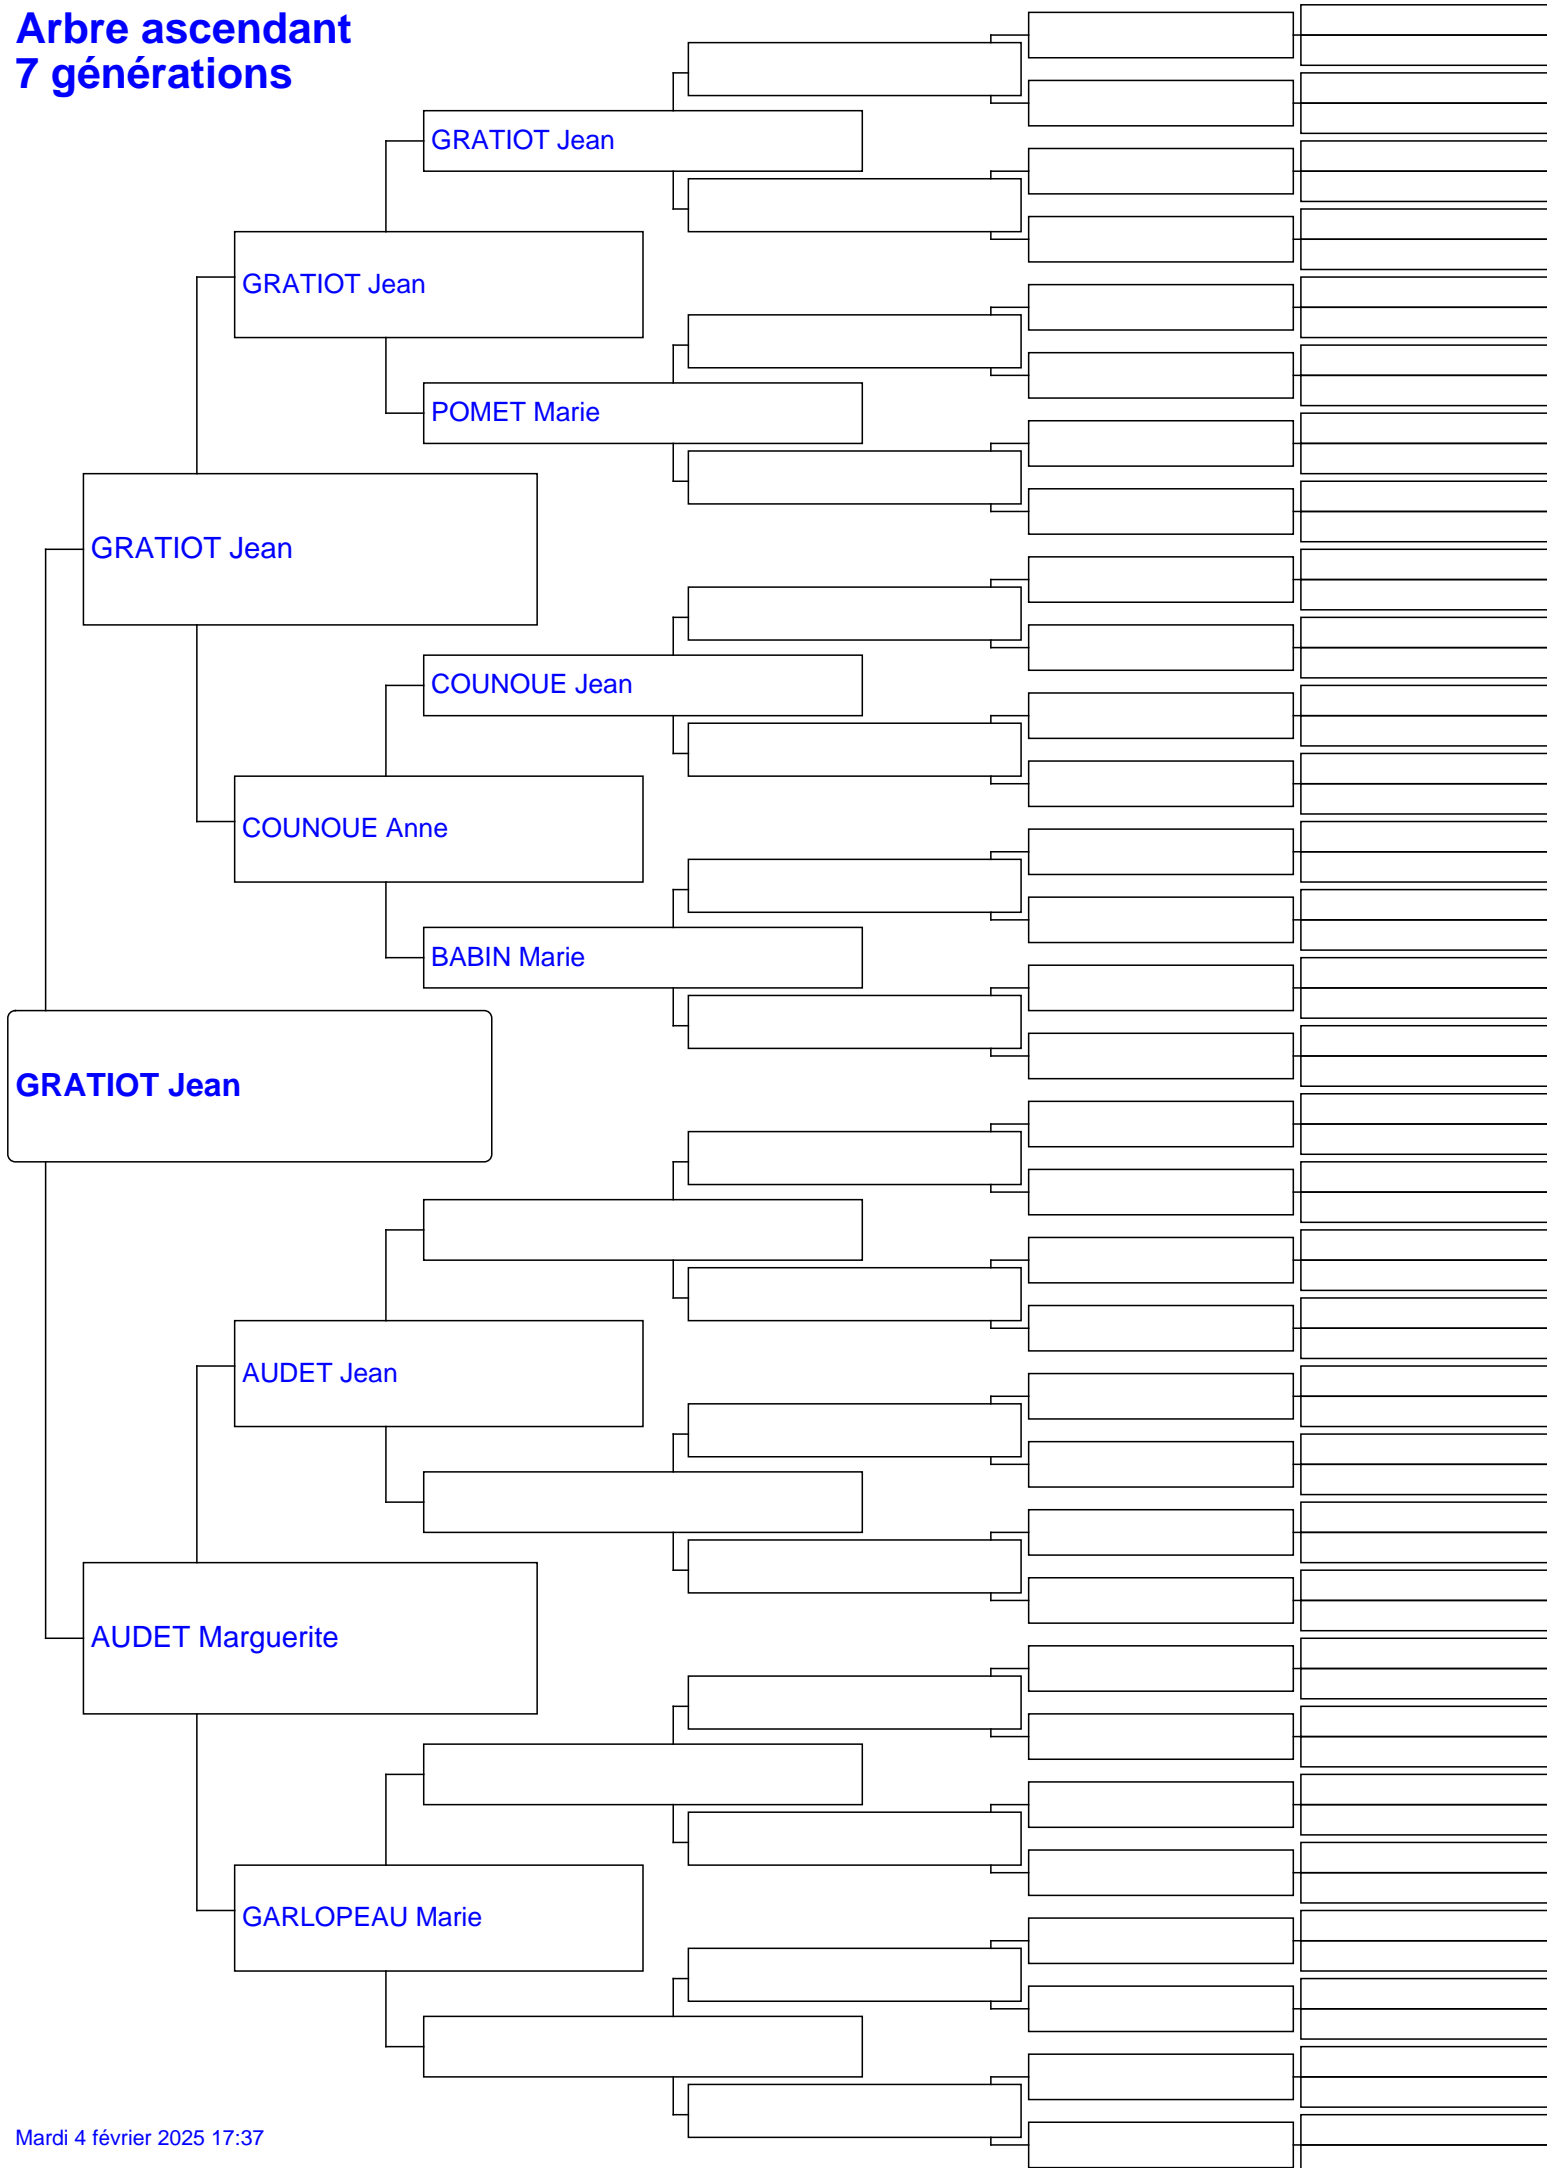 Arbre ascendant
7 générations
GRATIOT Jean
GRATIOT Jean
POMET Marie
GRATIOT Jean
COUNOUE Jean
COUNOUE Anne
BABIN Marie
GRATIOT Jean
AUDET Jean
AUDET Marguerite
GARLOPEAU Marie
Mardi 4 février 2025 17:37